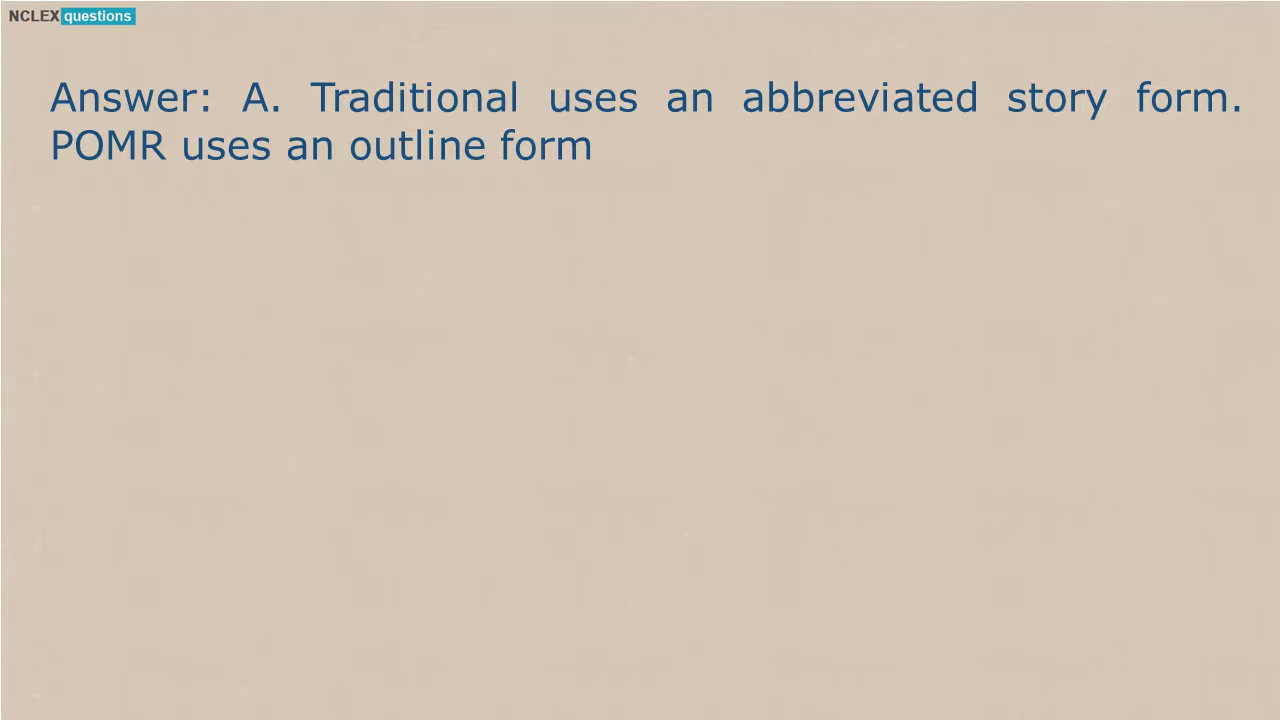 NCLEX questions
Answer: A. Traditional uses an abbreviated story form.
POMR uses an outline form